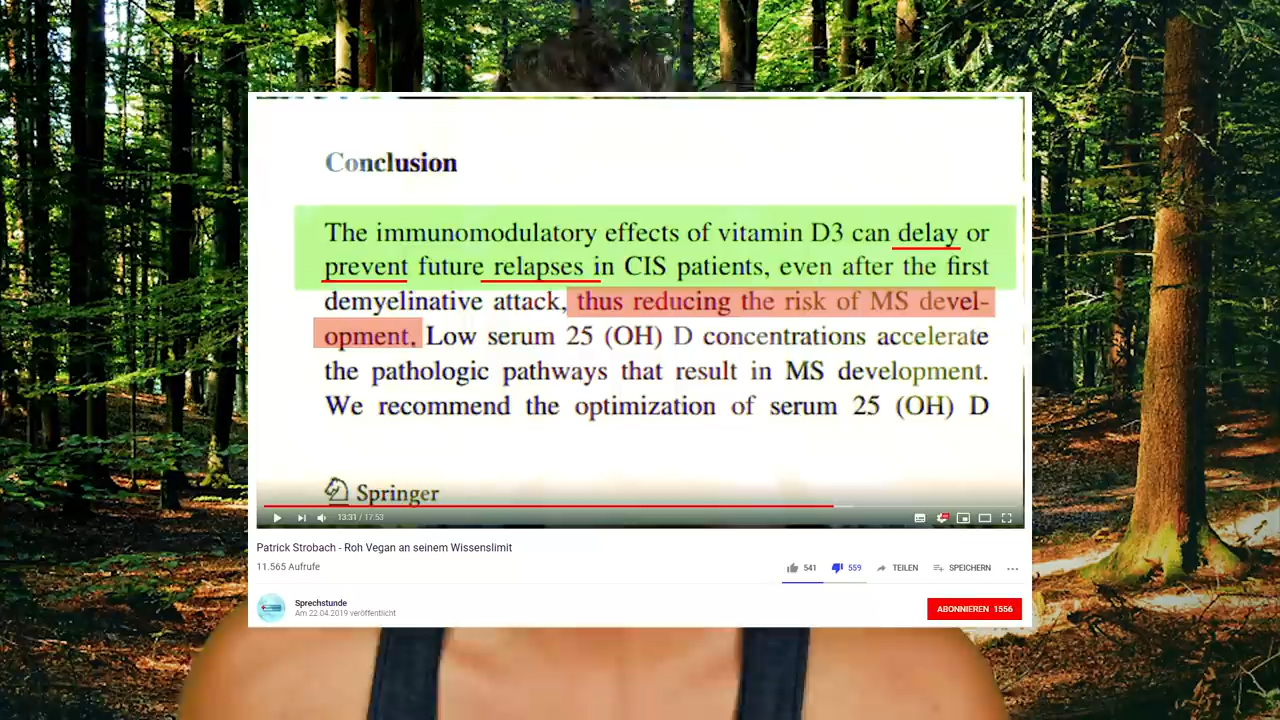 Conclusion
The immunomodulatory effects of vitamin D3 can delay or
prevent future relapses in CIS patients, even after the first
demyelinative attack, thus reducing the risk of MS devel-
opment. Low serum 25 (OH) D concentrations accelerate
the pathologic pathways that result in MS development.
We recommend the optimization of serum 25 (OH) D
Springer
13:31 / 17:53
Patrick Strobach - Roh Vegan an seinem Wissenslimit
11.565 Aufrufe
541 559 TEILEN SPEICHERN
Sprechstunde
Am 22.04.2019 veröffentlicht
ABONNIEREN 1556